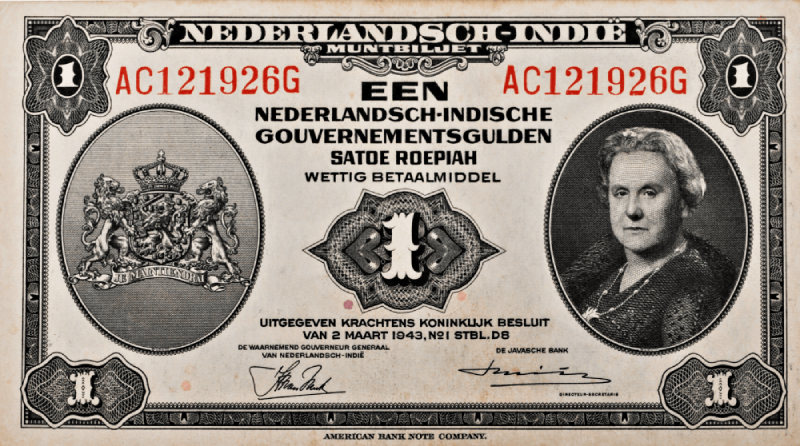 NEDERLANDSCH-INDIË
MUNTBILJET
1
1
AC121926G
AC121926G
EEN
NEDERLANDSCH-INDISCHE
GOUVERNEMENTSGULDEN
SATOE ROEPIAH
WETTIG BETAALMIDDEL
1
JE MAINTIENDRAI
UITGEGEVEN KRACHTENS KONINKLIJK BESLUIT
VAN 2 MAART 1943, No1 STBL.D8
DE WAARNEMEND GOUVERNEUR GENERAAL
VAN NEDERLANDSCH-INDIË
DE JAVASCHE BANK
DIRECTEUR-SECRETARIS
1
1
AMERICAN BANK NOTE COMPANY.